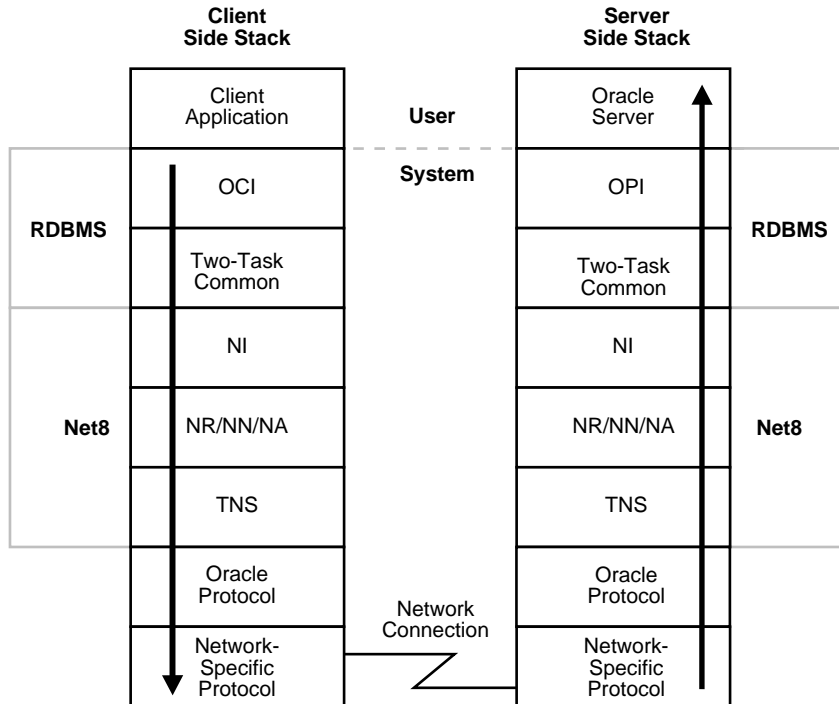 Client
Side Stack
Server
Side Stack
Client
Application
User
Oracle
Server
System
RDBMS
OCI
OPI
RDBMS
Two-Task
Common
Two-Task
Common
NI
NI
Net8
NR/NN/NA
NR/NN/NA
Net8
TNS
TNS
Oracle
Protocol
Oracle
Protocol
Network
Connection
Network-
Specific
Protocol
Network-
Specific
Protocol